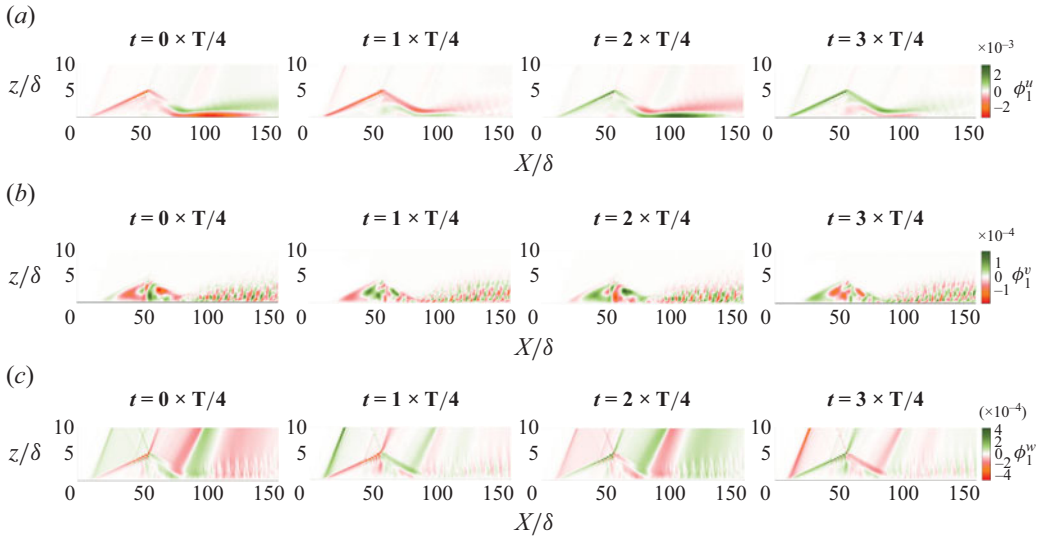 (a)
t = 0 × T/4 t = 1 × T/4 t = 2 × T/4 t = 3 × T/4
×10⁻³
z/δ 10 5 0 10 5 0 10 5 0 10 5 0 2 0 −2 ϕ₁ᵘ
50 100 150 50 100 150 50 100 150 50 100 150
X/δ X/δ
(b)
t = 0 × T/4 t = 1 × T/4 t = 2 × T/4 t = 3 × T/4
×10⁻⁴
z/δ 10 5 0 10 5 0 10 5 0 10 5 0 1 0 −1 ϕ₁ᵛ
50 100 150 50 100 150 50 100 150 50 100 150
X/δ X/δ
(c)
t = 0 × T/4 t = 1 × T/4 t = 2 × T/4 t = 3 × T/4
(×10⁻⁴)
z/δ 10 5 0 10 5 0 10 5 0 10 5 0 4 2 0 −2 −4 ϕ₁ʷ
50 100 150 50 100 150 50 100 150 50 100 150
X/δ X/δ